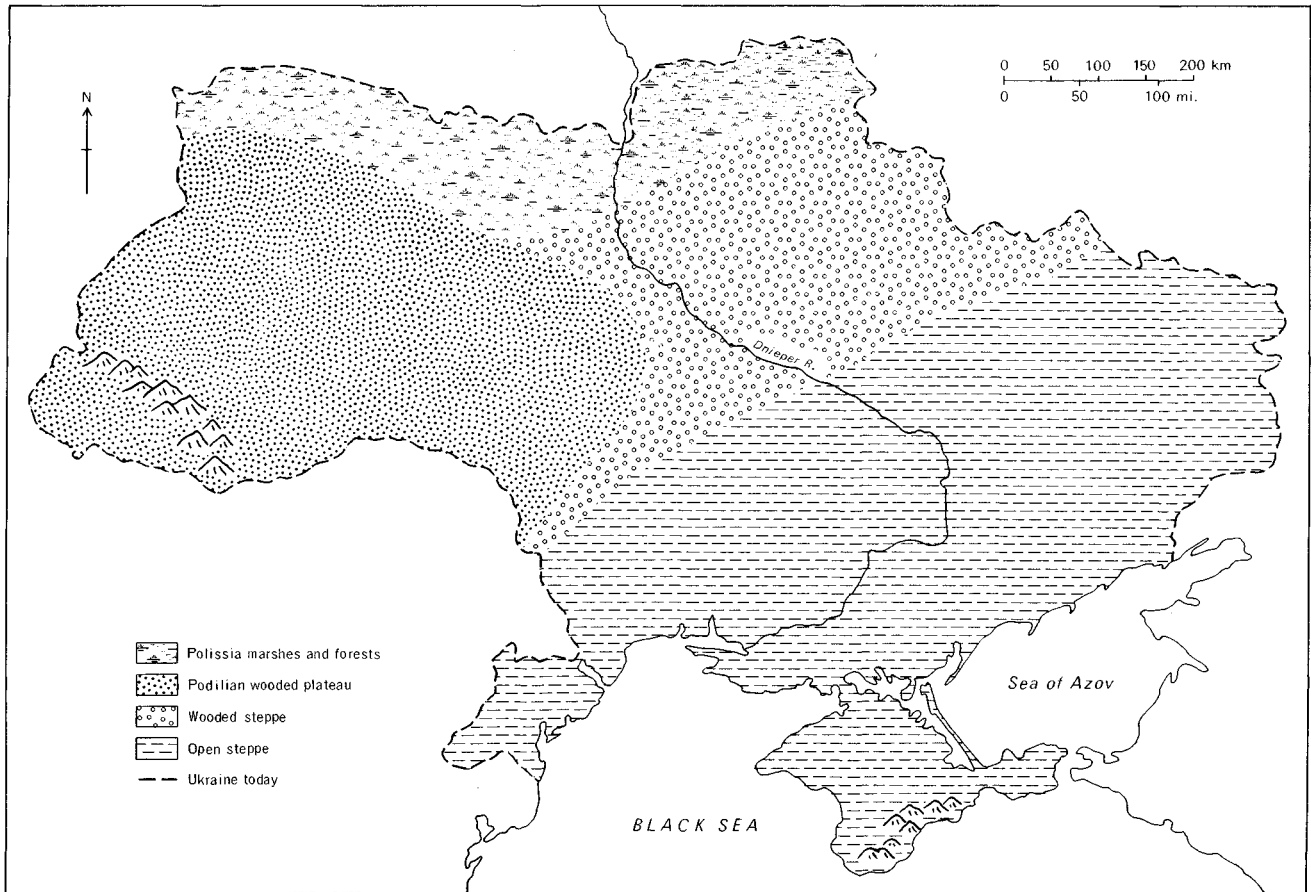 0 50 100 150 200 km
0 50 100 mi.
N
Dnieper R.
Polissia marshes and forests
Podilian wooded plateau
Wooded steppe
Open steppe
Ukraine today
Sea of Azov
BLACK SEA